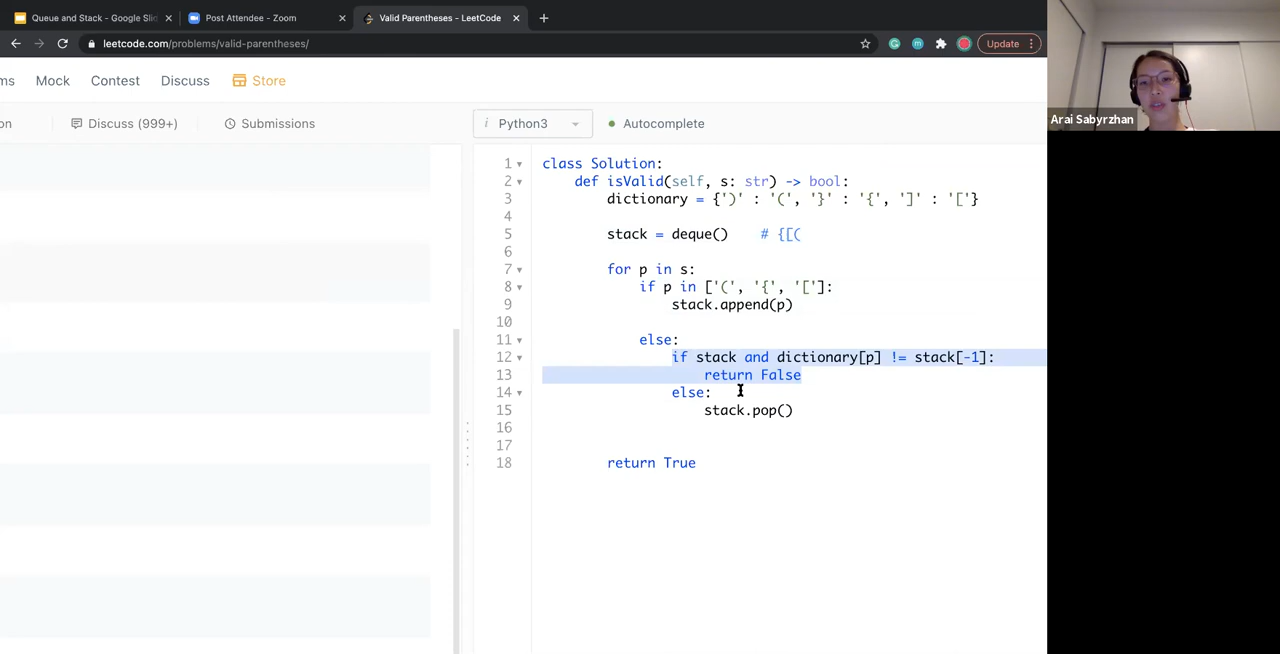 Queue and Stack - Google Slid
Post Attendee - Zoom
Valid Parentheses - LeetCode
leetcode.com/problems/valid-parentheses/
Update
ms
Mock
Contest
Discuss
Store
on
Discuss (999+)
Submissions
i
Python3
Autocomplete
1 class Solution:
2 def isValid(self, s: str) -> bool:
3 dictionary = {')' : '(', '}' : '{', ']' : '['}
4
5 stack = deque() # {[(
6
7 for p in s:
8 if p in ['(', '{', '[']:
9 stack.append(p)
10
11 else:
12 if stack and dictionary[p] != stack[-1]:
13 return False
14 else:
15 stack.pop()
16
17
18 return True
Arai Sabyrzhan